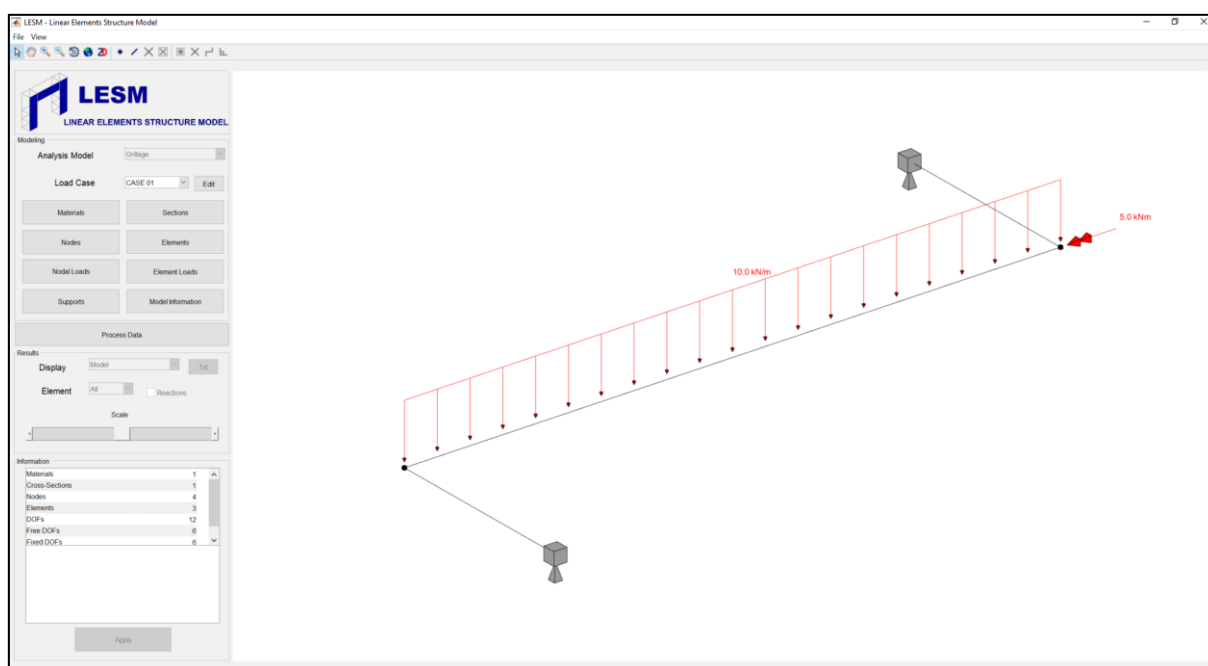 LESM - Linear Elements Structure Model
File View
2D
LESM
LINEAR ELEMENTS STRUCTURE MODEL
Modeling
Analysis Model Grillage
Load Case CASE 01 Edit
Materials Sections
Nodes Elements
Nodal Loads Element Loads
Supports Model Information
Process Data
Results
Display Model Txt
Element All Reactions
Scale
Information
Materials 1
Cross-Sections 1
Nodes 4
Elements 3
DOFs 12
Free DOFs 6
Fixed DOFs 6
Apply
5.0 kNm
10.0 kN/m